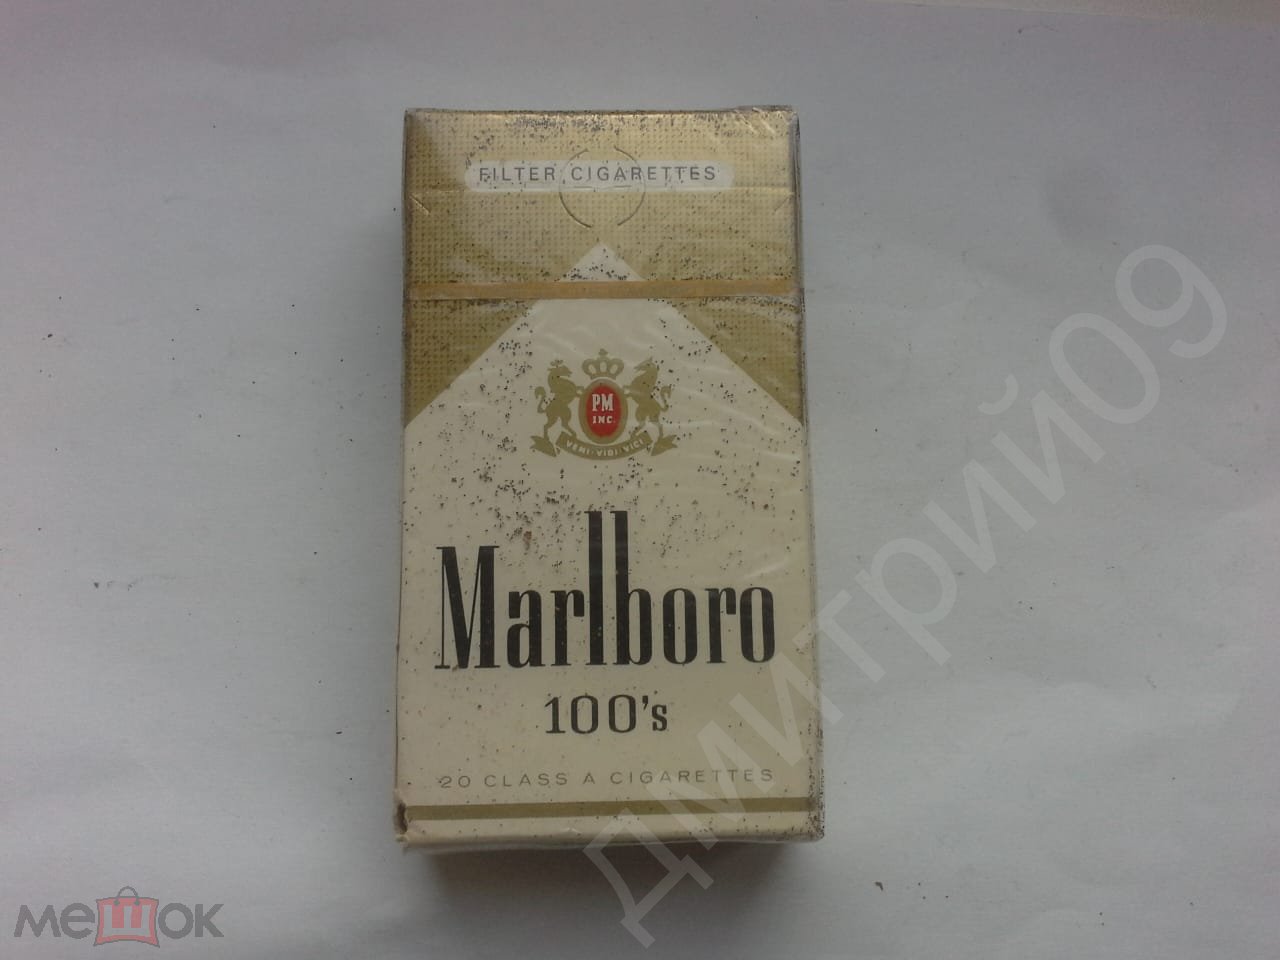 FILTER CIGARETTES
PM
INC.
VENI·VIDI·VICI
Marlboro
100's
20 CLASS A CIGARETTES
Дмитрий09
мешок